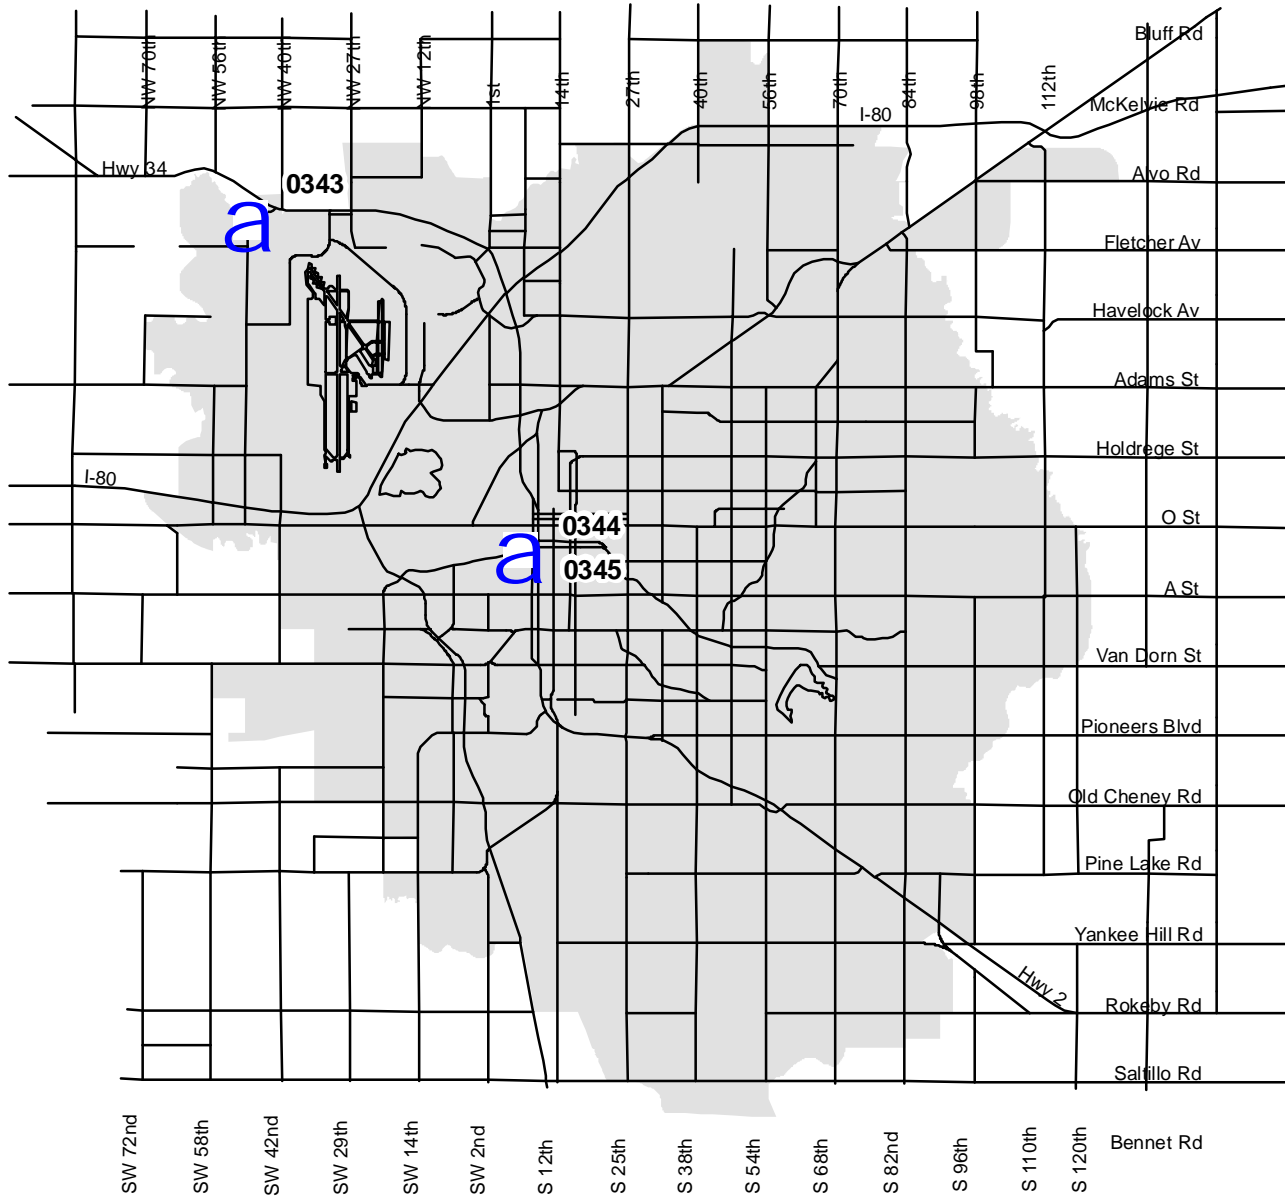 Bluff Rd
NW 70th
NW 56th
NW 40th
NW 27th
NW 12th
1st
14th
27th
40th
56th
70th
84th
98th
112th
McKelvie Rd
I-80
Hwy 34
0343
Alvo Rd
a
Fletcher Av
Havelock Av
Adams St
Holdrege St
I-80
O St
0344
a
0345
A St
Van Dorn St
Pioneers Blvd
Old Cheney Rd
Pine Lake Rd
Yankee Hill Rd
Hwy 2
Rokeby Rd
Saltillo Rd
Bennet Rd
SW 72nd
SW 58th
SW 42nd
SW 29th
SW 14th
SW 2nd
S 12th
S 25th
S 38th
S 54th
S 68th
S 82nd
S 96th
S 110th
S 120th